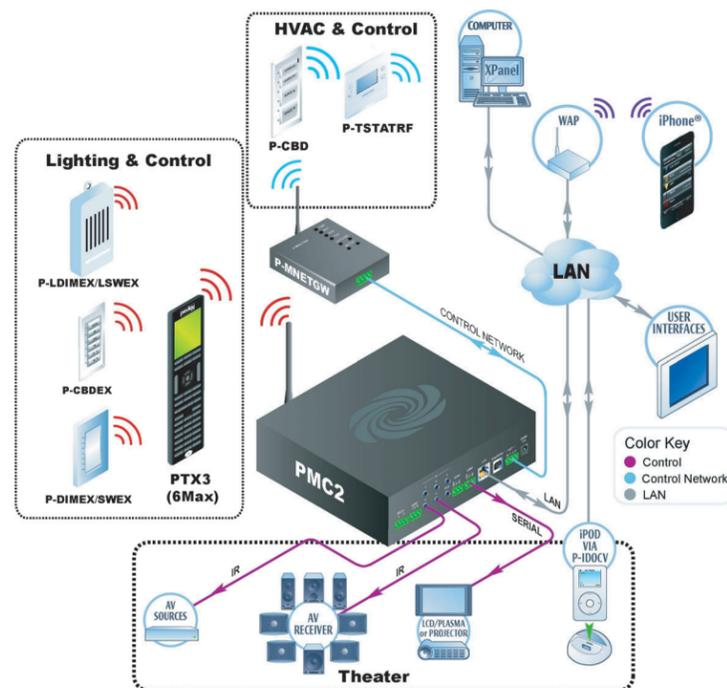 HVAC & Control
P-CBD
P-TSTATRF
COMPUTER
XPanel
WAP
iPhone®
Lighting & Control
P-LDIMEX/LSWEX
P-CBDEX
P-DIMEX/SWEX
PTX3
(6Max)
P-MNETGW
LAN
CONTROL NETWORK
USER
INTERFACES
Color Key
Control
Control Network
LAN
PMC2
LAN
SERIAL
IR
IR
iPOD
VIA
P-IDOCV
AV
SOURCES
AV
RECEIVER
LCD/PLASMA
or PROJECTOR
Theater